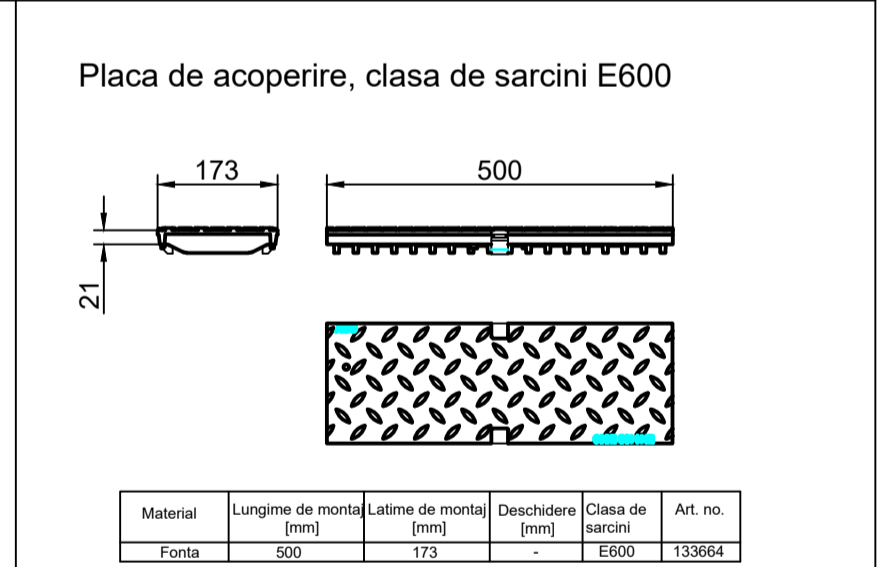 Placa de acoperire, clasa de sarcini E600
173
500
21
Material
Lungime de montaj [mm]
Latime de montaj [mm]
Deschidere [mm]
Clasa de sarcini
Art. no.
Fonta
500
173
-
E600
133664